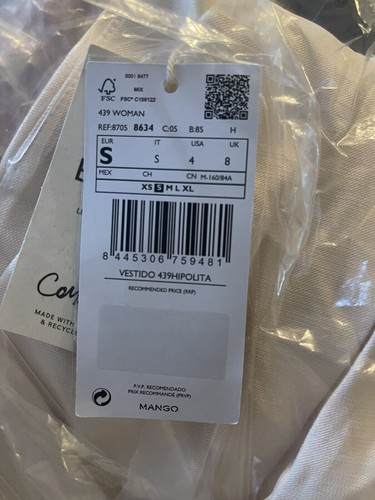 0001 8477
FSC
MIX
FSC® C159122
439 WOMAN
REF:8705 8634 C:05 B:85 H
EUR IT USA UK
S S 4 8
MEX CH CN M-160/84A
XS S M L XL
8 445306 759481
VESTIDO 439HIPOLITA
RECOMMENDED PRICE (RRP)
P.V.P. RECOMENDADO
PRIX RECOMMANDÉ (PRVP)
MANGO
MADE WITH
& RECYCLE